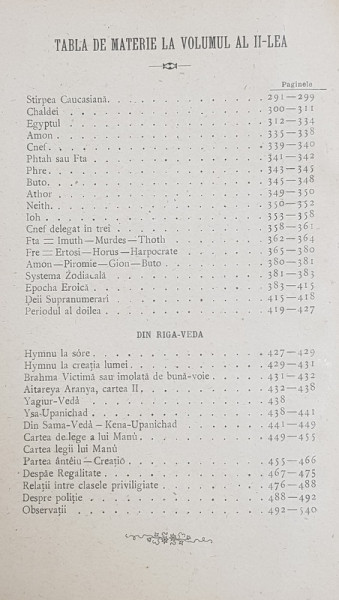 TABLA DE MATERIE LA VOLUMUL AL II-LEA
Paginele
Stirpea Caucasiană. 291—299
Chaldei 300—311
Egyptul 312—334
Amon 335—338
Cnef. 339—340
Phtah sau Fta 341—342
Phre. 343—345
Buto. 345—348
Athor 349—350
Neith. 350—352
Ioh 353—358
Cnef delegat in trei 358—361
Fta = Imuth—Murdes—Thoth 362—364
Fre = Ertosi—Horus—Harpocrate 365—380
Amon—Piromie—Gion—Buto 380—381
Systema Zodiacală 381—383
Epocha Eroică 383—415
Deii Supranumerari 415—418
Periodul al doilea 419—427
DIN RIGA-VEDA
Hymnu la sóre 427—429
Hymnu la creația lumei 429—431
Brahma Victimă sau imolată de bună-voie 431—432
Aitareya Aranya, cartea II 432—438
Yagnur-Vedă 438
Ysa-Upanichad 438—441
Din Sama-Vedă—Kena-Upanichad 441—449
Cartea de lege a lui Manŭ 449—455
Cartea legii lui Manŭ
Partea ântêiu—Creațió 455—466
Despăe Regalitate 467—475
Relații între clasele priviligiate 476—488
Despre poliție 488—492
Observații 492—540